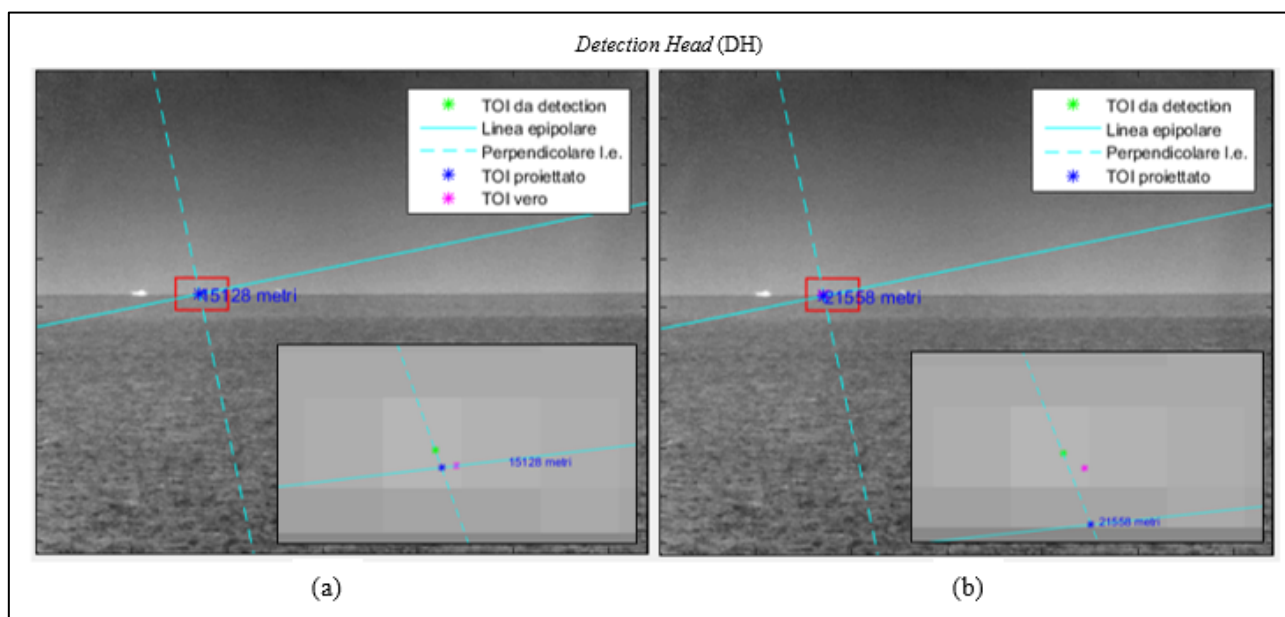 Detection Head (DH)
TOI da detection
Linea epipolare
Perpendicolare l.e.
TOI proiettato
TOI vero
15128 metri
15128 metri
(a)
TOI da detection
Linea epipolare
Perpendicolare l.e.
TOI proiettato
21558 metri
21558 metri
(b)